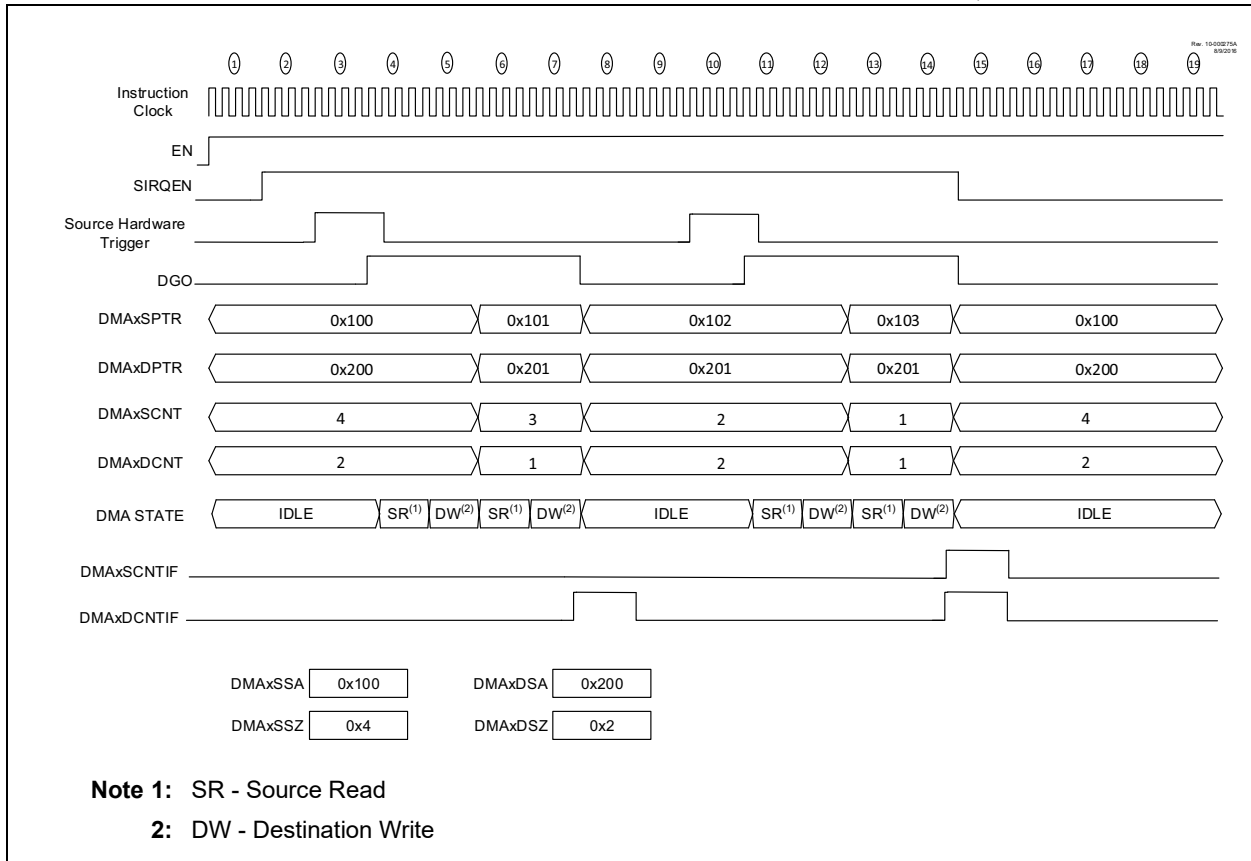 Rev. 10-000275A
8/9/2016
1 2 3 4 5 6 7 8 9 10 11 12 13 14 15 16 17 18 19
Instruction
Clock
EN
SIRQEN
Source Hardware
Trigger
DGO
DMAxSPTR 0x100 0x101 0x102 0x103 0x100
DMAxDPTR 0x200 0x201 0x201 0x201 0x200
DMAxSCNT 4 3 2 1 4
DMAxDCNT 2 1 2 1 2
DMA STATE IDLE SR(1) DW(2) SR(1) DW(2) IDLE SR(1) DW(2) SR(1) DW(2) IDLE
DMAxSCNTIF
DMAxDCNTIF
DMAxSSA 0x100 DMAxDSA 0x200
DMAxSSZ 0x4 DMAxDSZ 0x2
Note 1: SR - Source Read
2: DW - Destination Write